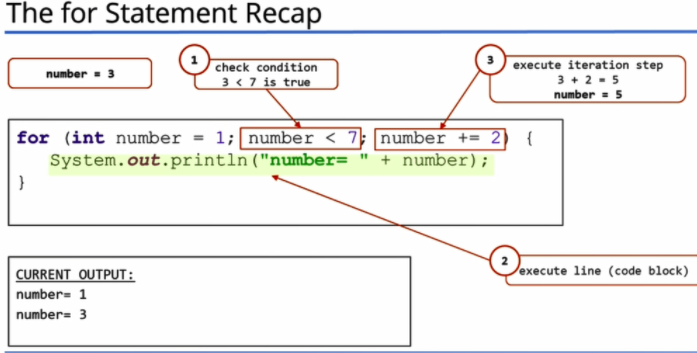 The for Statement Recap
number = 3
1
check condition
3 < 7 is true
3
execute iteration step
3 + 2 = 5
number = 5
for (int number = 1; number < 7; number += 2) {
System.out.println("number= " + number);
}
2
execute line (code block)
CURRENT OUTPUT:
number= 1
number= 3